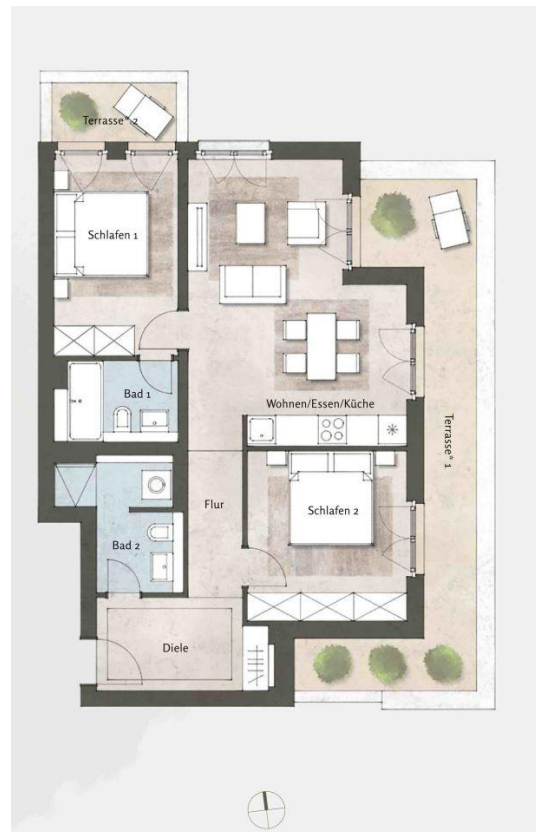 Terrasse* 2
Schlafen 1
Bad 1
Wohnen/Essen/Küche
Terrasse* 1
Flur
Schlafen 2
Bad 2
Diele